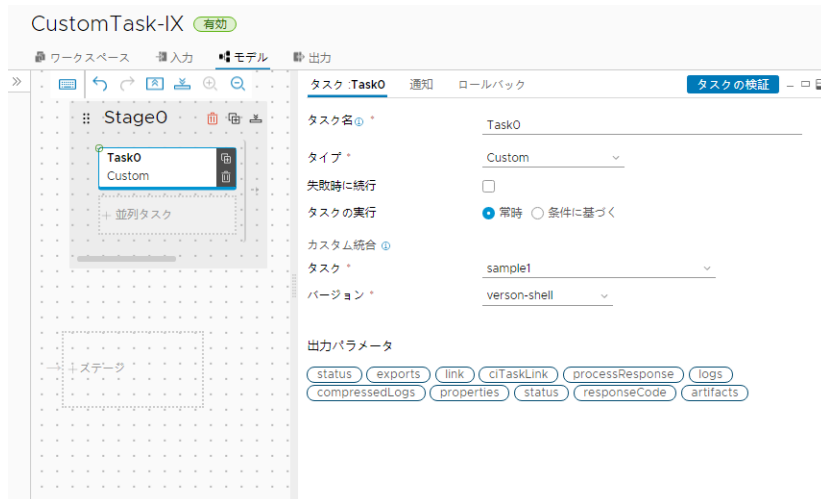 CustomTask-IX 有効
ワークスペース 入力 モデル 出力
タスク :Task0 通知 ロールバック タスクの検証
Stage0
Task0
Custom
+ 並列タスク
+ステージ
タスク名 *
Task0
タイプ * Custom
失敗時に続行
タスクの実行 常時 条件に基づく
カスタム統合
タスク * sample1
バージョン * verson-shell
出力パラメータ
status exports link ciTaskLink processResponse logs
compressedLogs properties status responseCode artifacts